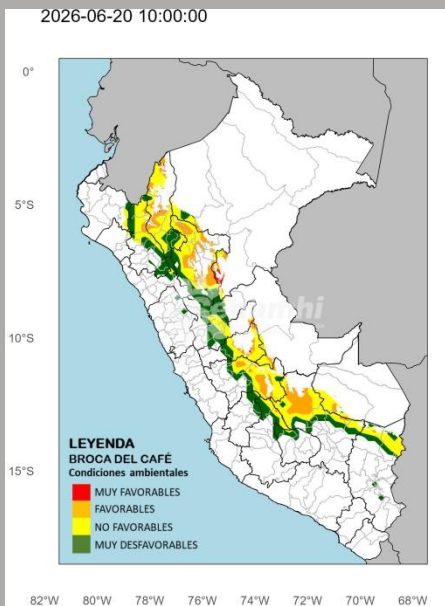 2026-06-20 10:00:00
0°
5°S
10°S
15°S
Senamhi
LEYENDA
BROCA DEL CAFÉ
Condiciones ambientales
MUY FAVORABLES
FAVORABLES
NO FAVORABLES
MUY DESFAVORABLES
82°W 80°W 78°W 76°W 74°W 72°W 70°W 68°W